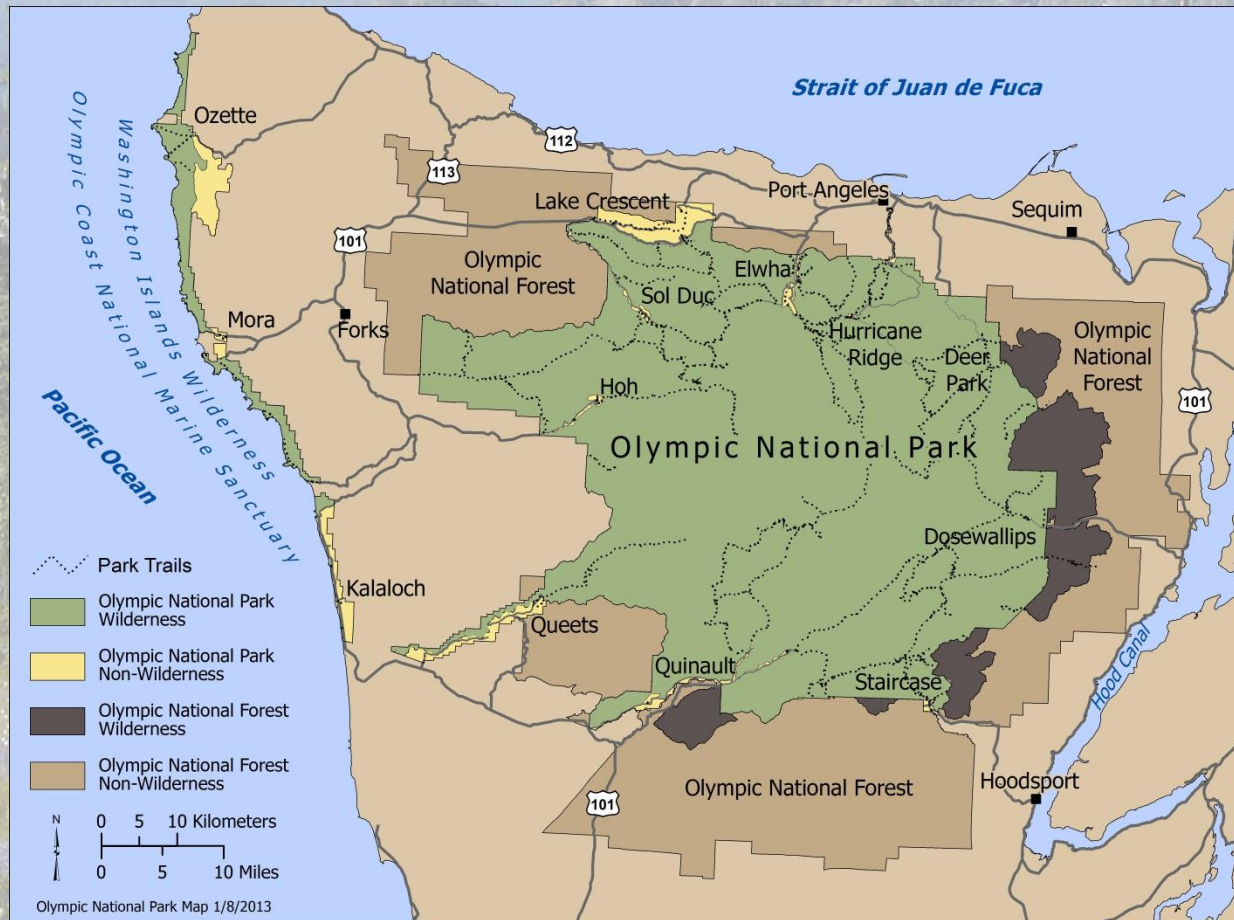 Strait of Juan de Fuca
Ozette
112
113
Lake Crescent
Port Angeles
Sequim
101
Olympic
National Forest
Elwha
Sol Duc
Mora
Forks
Hurricane
Ridge
Deer
Park
Olympic
National
Forest
101
Washington Islands Wilderness
Olympic Coast National Marine Sanctuary
Pacific Ocean
Hoh
Olympic National Park
Dosewallips
Kalaloch
Queets
Quinault
Staircase
Hood Canal
Olympic National Forest
Hoodsport
101
Park Trails
Olympic National Park
Wilderness
Olympic National Park
Non-Wilderness
Olympic National Forest
Wilderness
Olympic National Forest
Non-Wilderness
N
0 5 10 Kilometers
0 5 10 Miles
Olympic National Park Map 1/8/2013